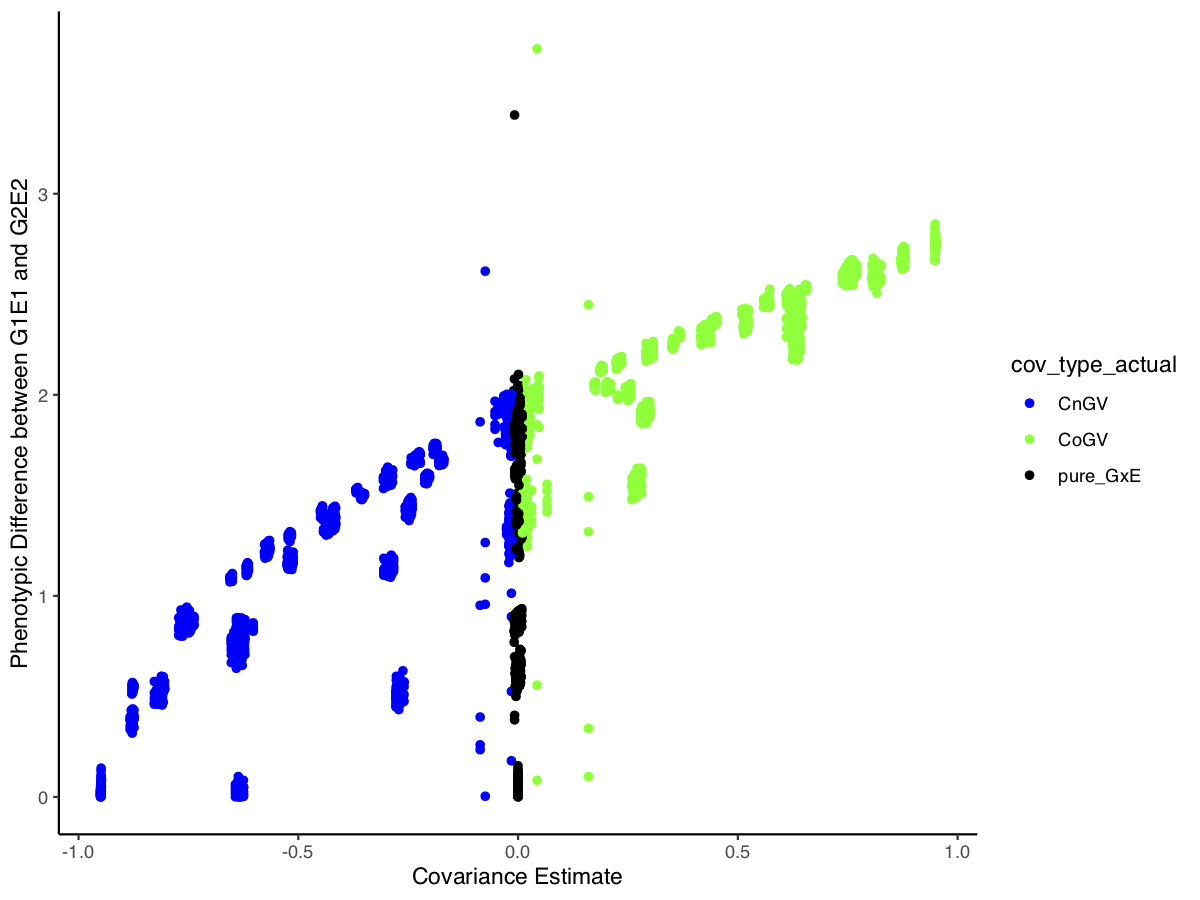 Phenotypic Difference between G1E1 and G2E2
3
2
1
0
-1.0
-0.5
0.0
0.5
1.0
Covariance Estimate
cov_type_actual
CnGV
CoGV
pure_GxE